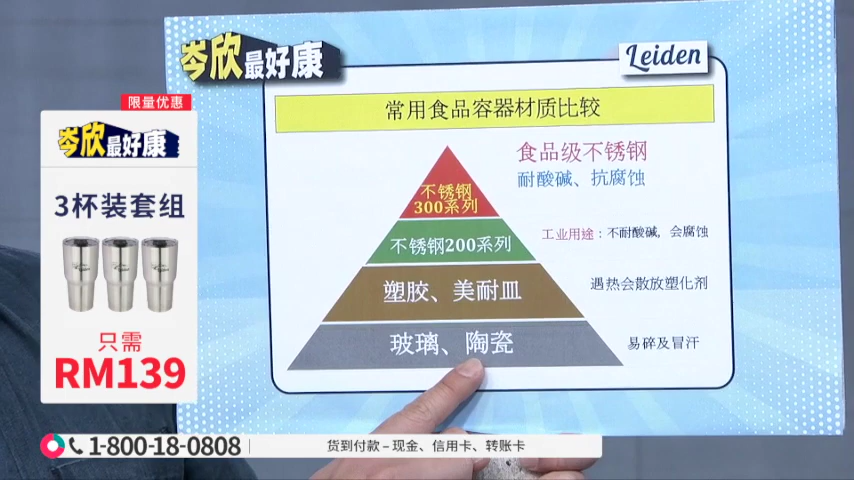 岑欣最好康
Leiden
常用食品容器材质比较
不锈钢
300系列
食品级不锈钢
耐酸碱、抗腐蚀
不锈钢200系列
工业用途：不耐酸碱，会腐蚀
塑胶、美耐皿
遇热会散放塑化剂
玻璃、陶瓷
易碎及冒汗
限量优惠
岑欣最好康
3杯装套组
只需
RM139
1-800-18-0808
货到付款 – 现金、信用卡、转账卡